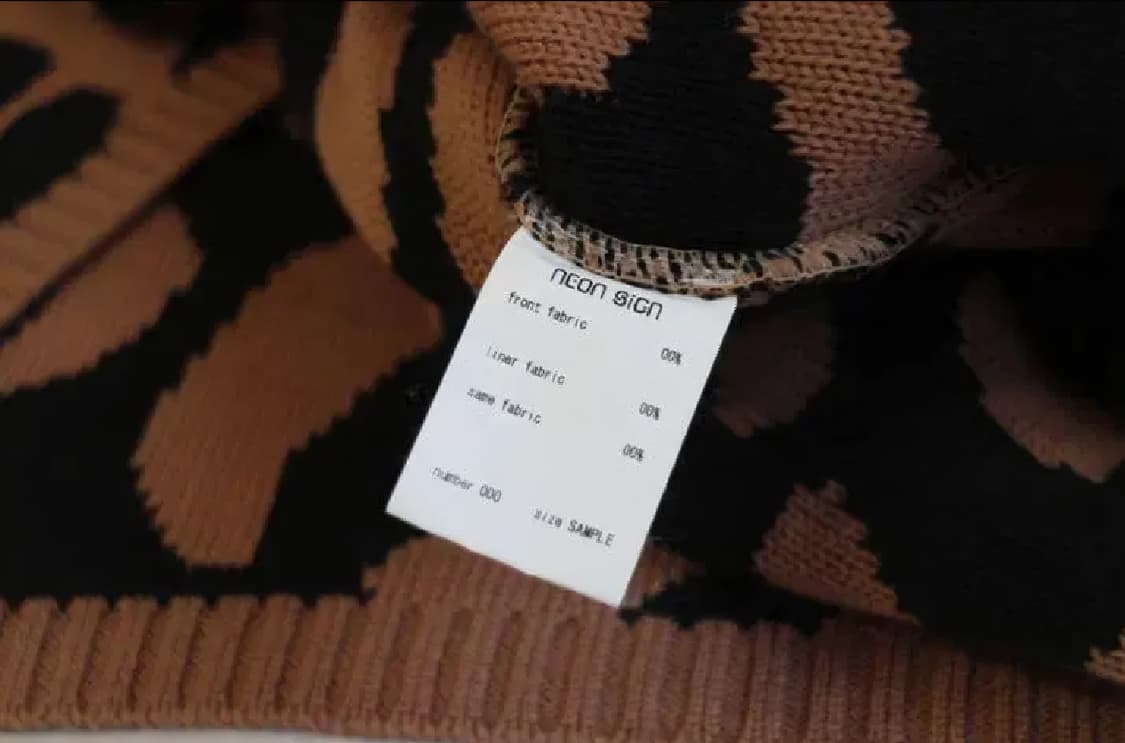 neon sign
front fabric
00%
liner fabric
00%
same fabric
00%
number 000
size SAMPLE